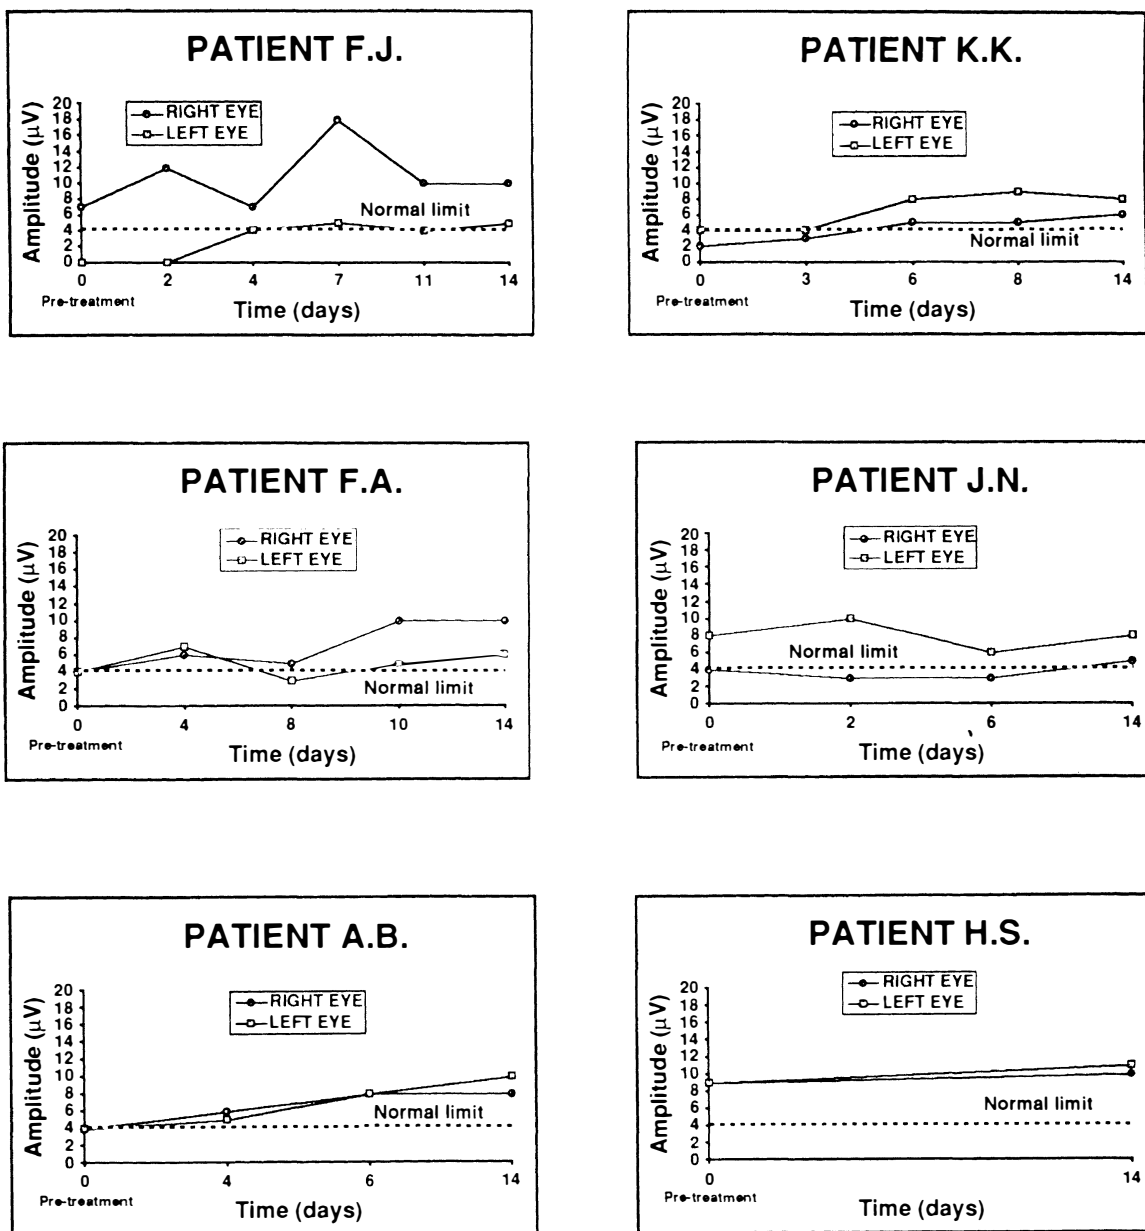 PATIENT F.J.
Amplitude (µV)
20
18
16
14
12
10
8
6
4
2
0
RIGHT EYE
LEFT EYE
Normal limit
0 2 4 7 11 14
Pre-treatment
Time (days)
PATIENT K.K.
Amplitude (µV)
20
18
16
14
12
10
8
6
4
2
0
RIGHT EYE
LEFT EYE
Normal limit
0 3 6 8 14
Pre-treatment
Time (days)
PATIENT F.A.
Amplitude (µV)
20
18
16
14
12
10
8
6
4
2
0
RIGHT EYE
LEFT EYE
Normal limit
0 4 8 10 14
Pre-treatment
Time (days)
PATIENT J.N.
Amplitude (µV)
20
18
16
14
12
10
8
6
4
2
0
RIGHT EYE
LEFT EYE
Normal limit
0 2 6 14
Pre-treatment
Time (days)
PATIENT A.B.
Amplitude (µV)
20
18
16
14
12
10
8
6
4
2
0
RIGHT EYE
LEFT EYE
Normal limit
0 4 6 14
Pre-treatment
Time (days)
PATIENT H.S.
Amplitude (µV)
20
18
16
14
12
10
8
6
4
2
0
RIGHT EYE
LEFT EYE
Normal limit
0 14
Pre-treatment
Time (days)